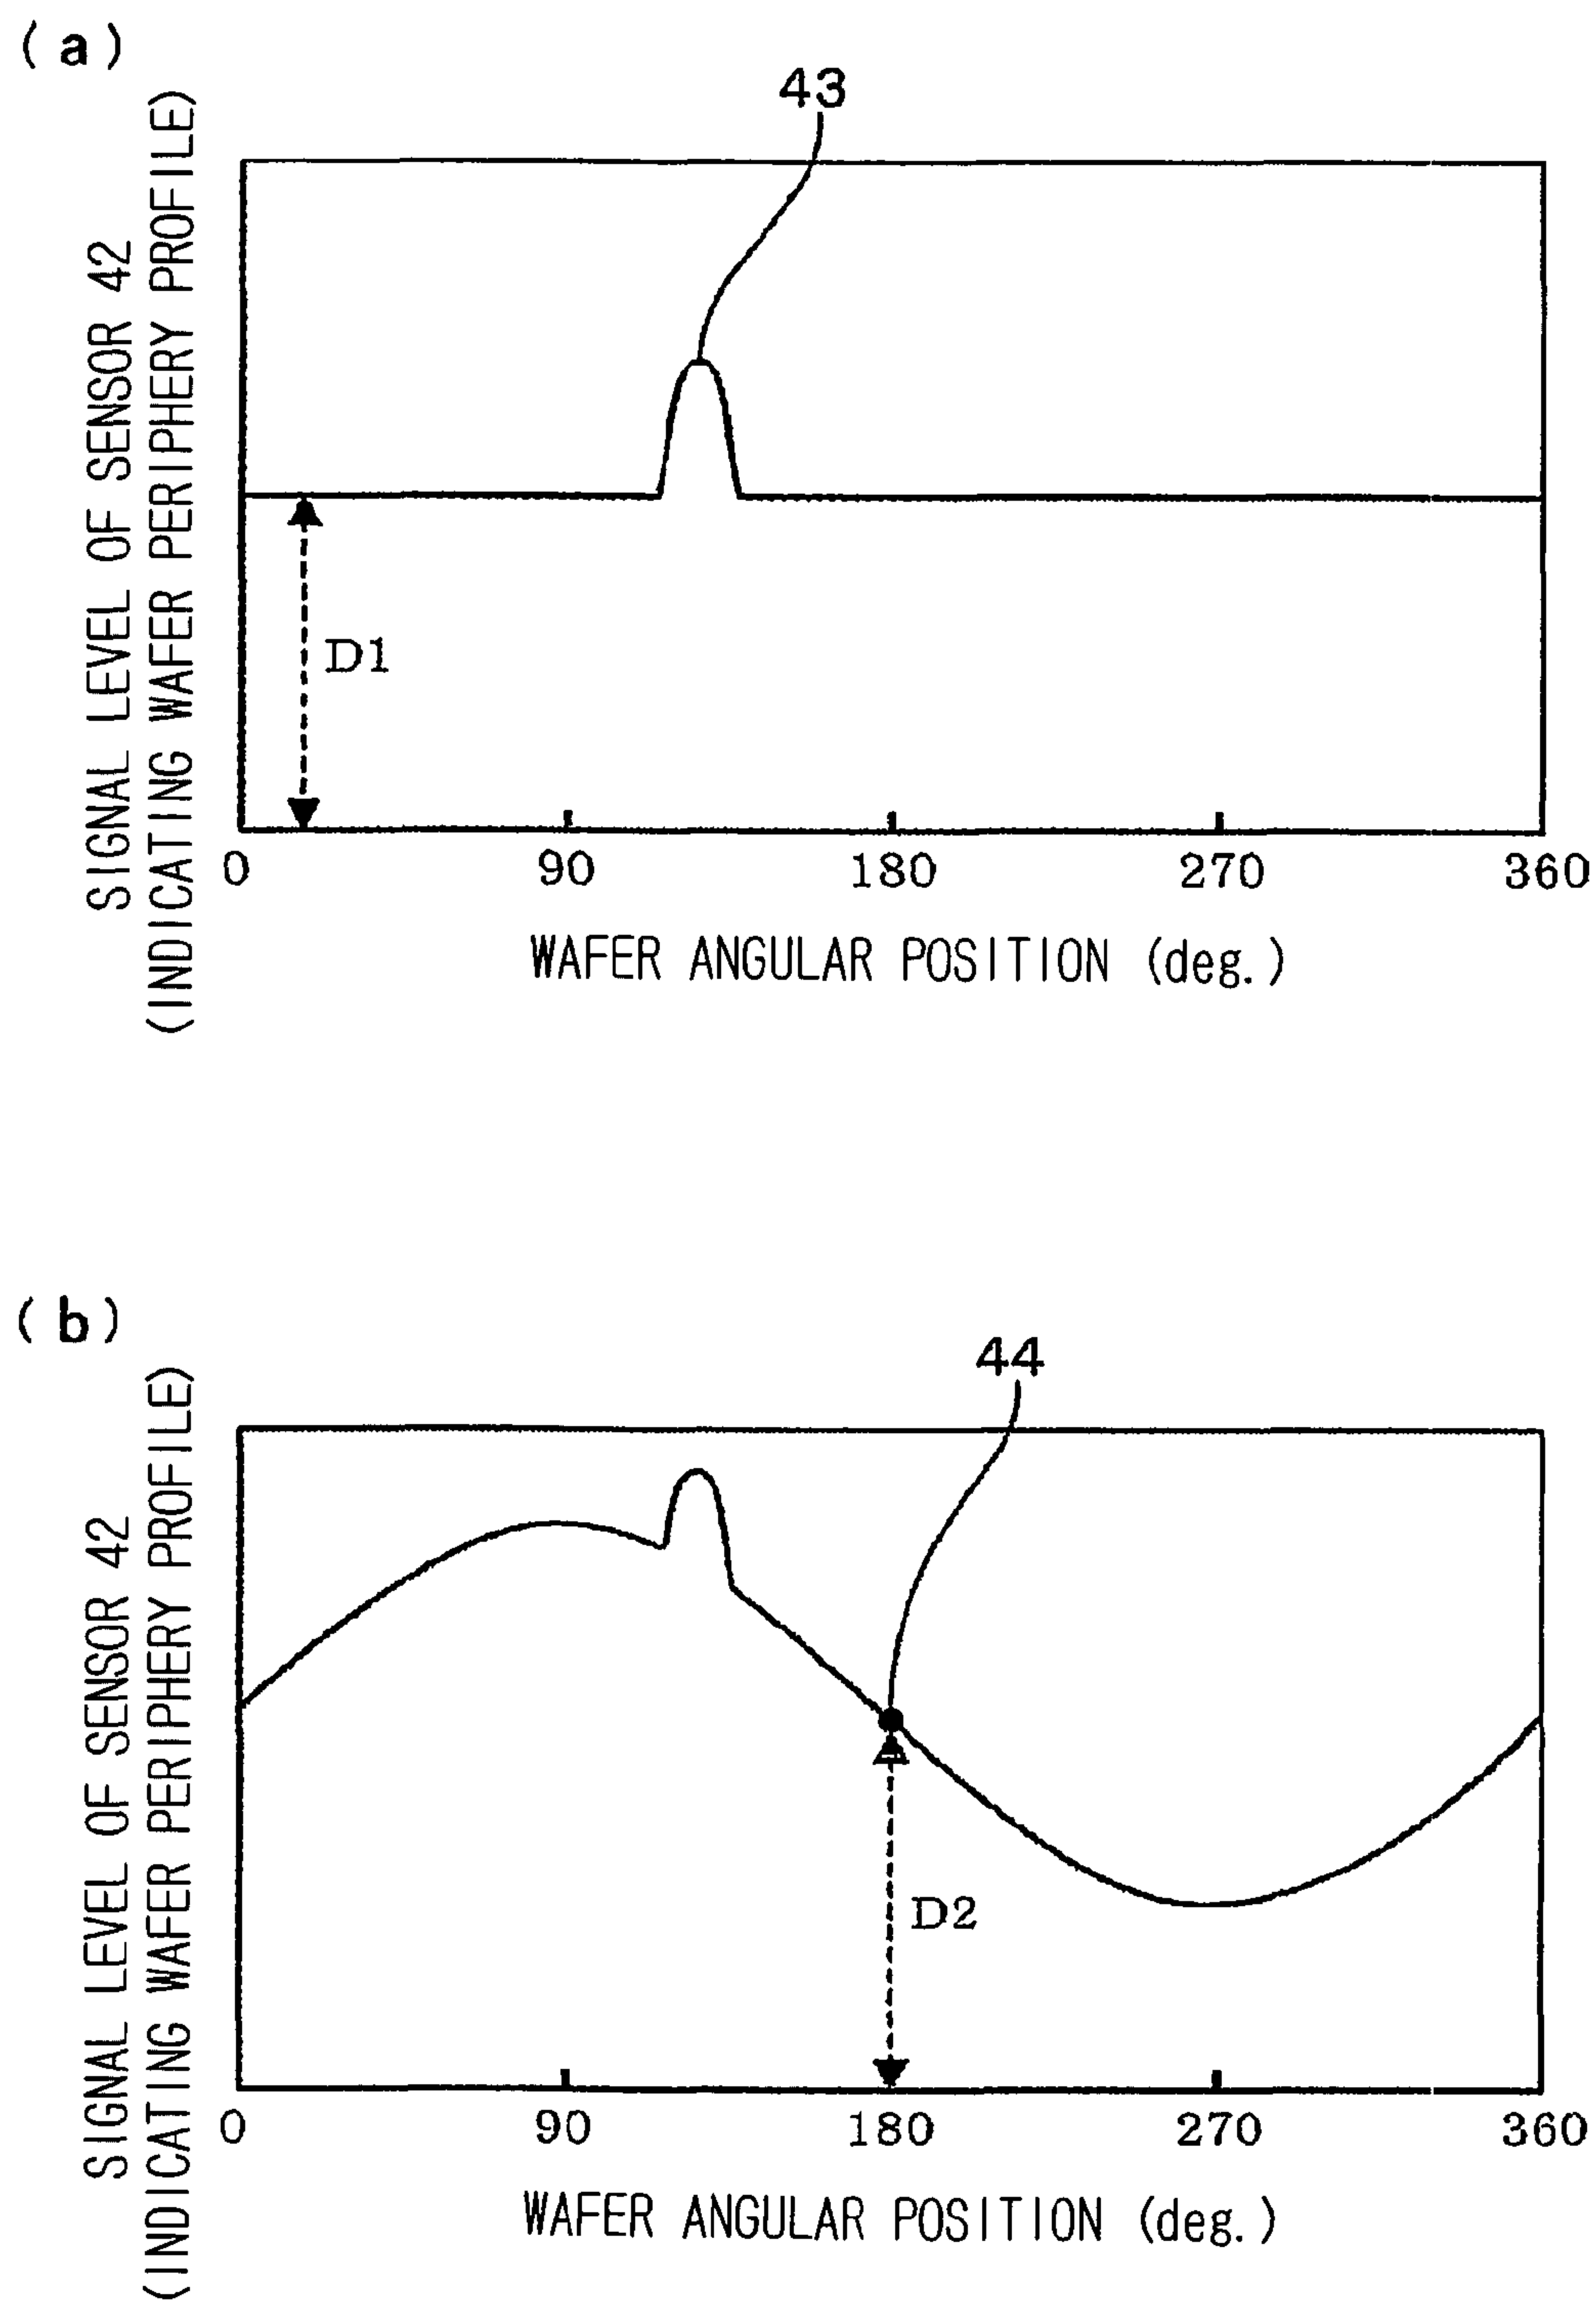 (a)
43
SIGNAL LEVEL OF SENSOR 42
(INDICATING WAFER PERIPHERY PROFILE)
D1
0 90 180 270 360
WAFER ANGULAR POSITION (deg.)
(b)
44
SIGNAL LEVEL OF SENSOR 42
(INDICATING WAFER PERIPHERY PROFILE)
D2
0 90 180 270 360
WAFER ANGULAR POSITION (deg.)